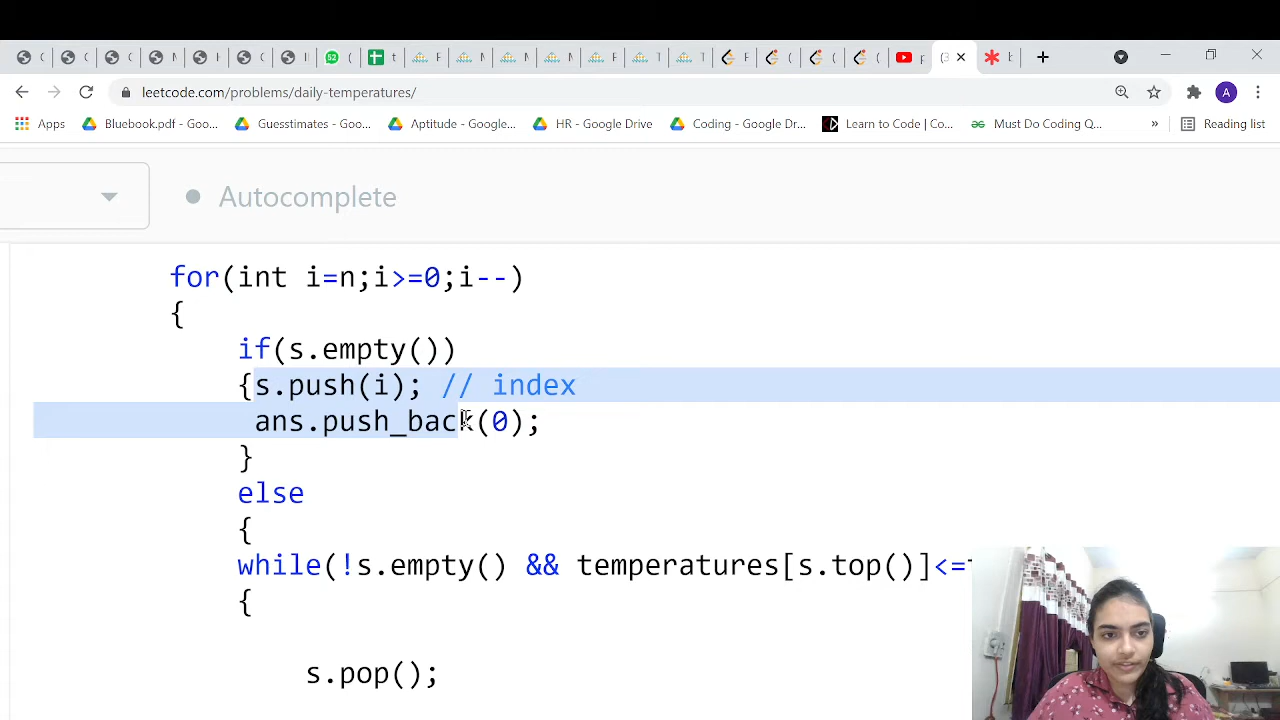 leetcode.com/problems/daily-temperatures/
A
Apps
Bluebook.pdf - Go...
Guesstimates - Goo...
Aptitude - Google...
HR - Google Drive
Coding - Google Dr...
Learn to Code | Co...
Must Do Coding Q...
»
Reading list
Autocomplete
for(int i=n;i>=0;i--)
{
if(s.empty())
{s.push(i); // index
ans.push_back(0);
}
else
{
while(!s.empty() && temperatures[s.top()]<=
{
s.pop();